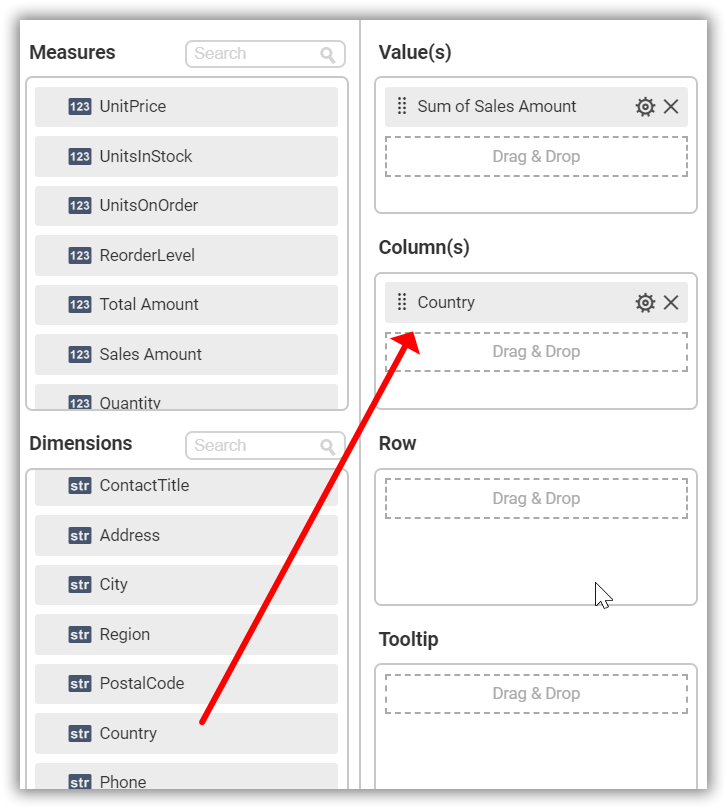 Measures
Search
123 UnitPrice
123 UnitsInStock
123 UnitsOnOrder
123 ReorderLevel
123 Total Amount
123 Sales Amount
123 Quantity
Dimensions
Search
str ContactTitle
str Address
str City
str Region
str PostalCode
str Country
str Phone
Value(s)
Sum of Sales Amount
Drag & Drop
Column(s)
Country
Drag & Drop
Row
Drag & Drop
Tooltip
Drag & Drop